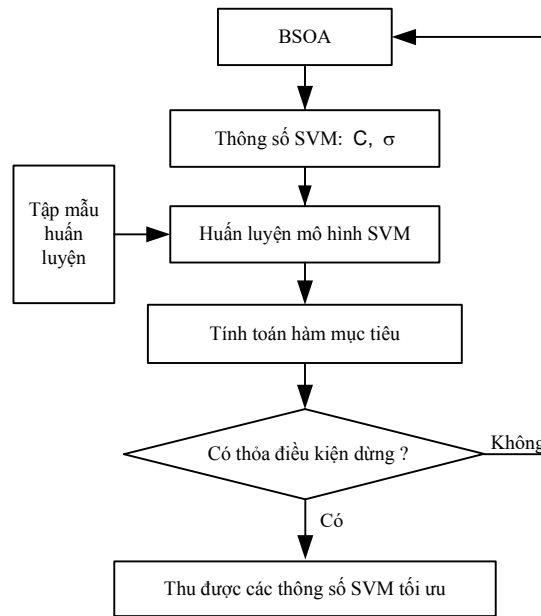 BSOA
Thông số SVM: C, σ
Tập mẫu
huấn
luyện
Huấn luyện mô hình SVM
Tính toán hàm mục tiêu
Có thỏa điều kiện dừng ?
Không
Có
Thu được các thông số SVM tối ưu